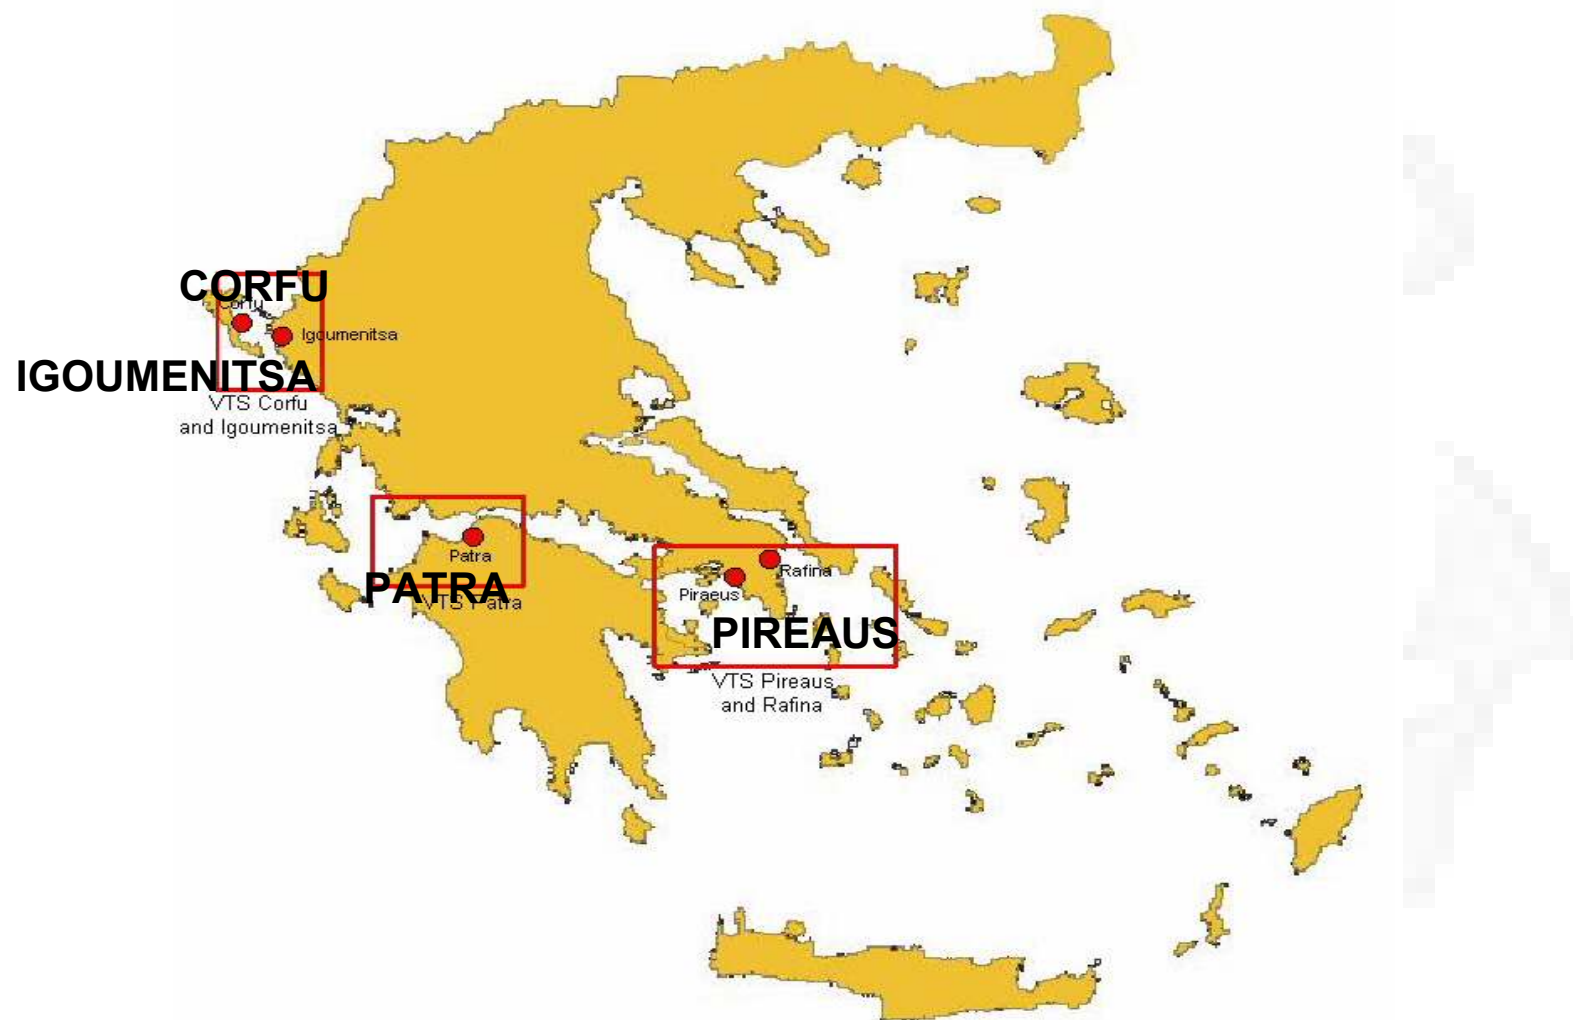 CORFU
Corfu
Igoumenitsa
IGOUMENITSA
VTS Corfu
and Igoumenitsa
Patra
PATRA
VTS Patra
Rafina
Piraeus
PIREAUS
VTS Pireaus
and Rafina